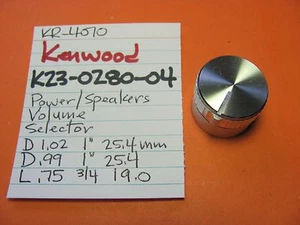 KR-4070
Kenwood
K23-0280-04
Power/Speakers
Volume
Selector
D 1.02 1" 25.4 mm
D .99 1" 25.4
L .75 3/4 19.0